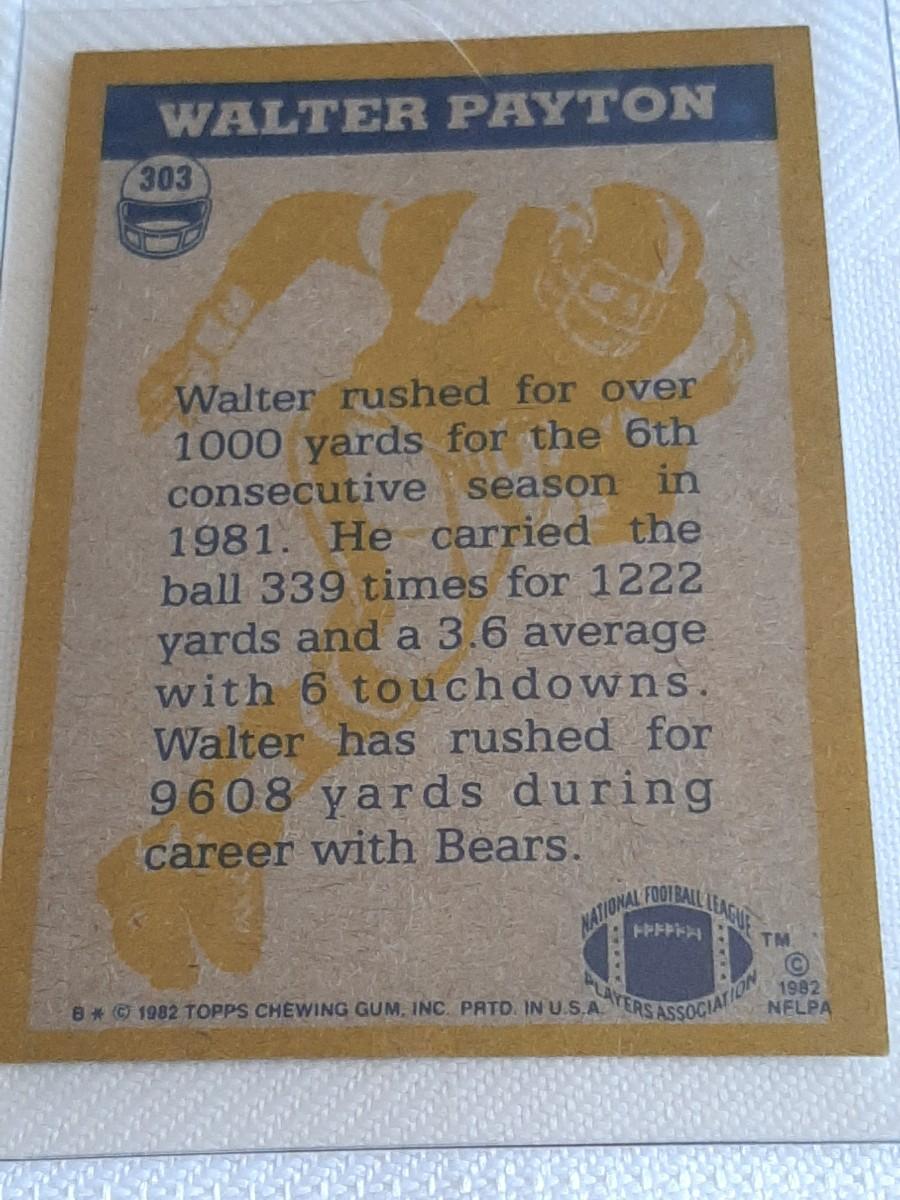 WALTER PAYTON
303
Walter rushed for over
1000 yards for the 6th
consecutive season in
1981. He carried the
ball 339 times for 1222
yards and a 3.6 average
with 6 touchdowns.
Walter has rushed for
9608 yards during
career with Bears.
NATIONAL FOOTBALL LEAGUE
PLAYERS ASSOCIATION
TM
©
1982
NFLPA
B * © 1982 TOPPS CHEWING GUM, INC. PRTD. IN U.S.A.